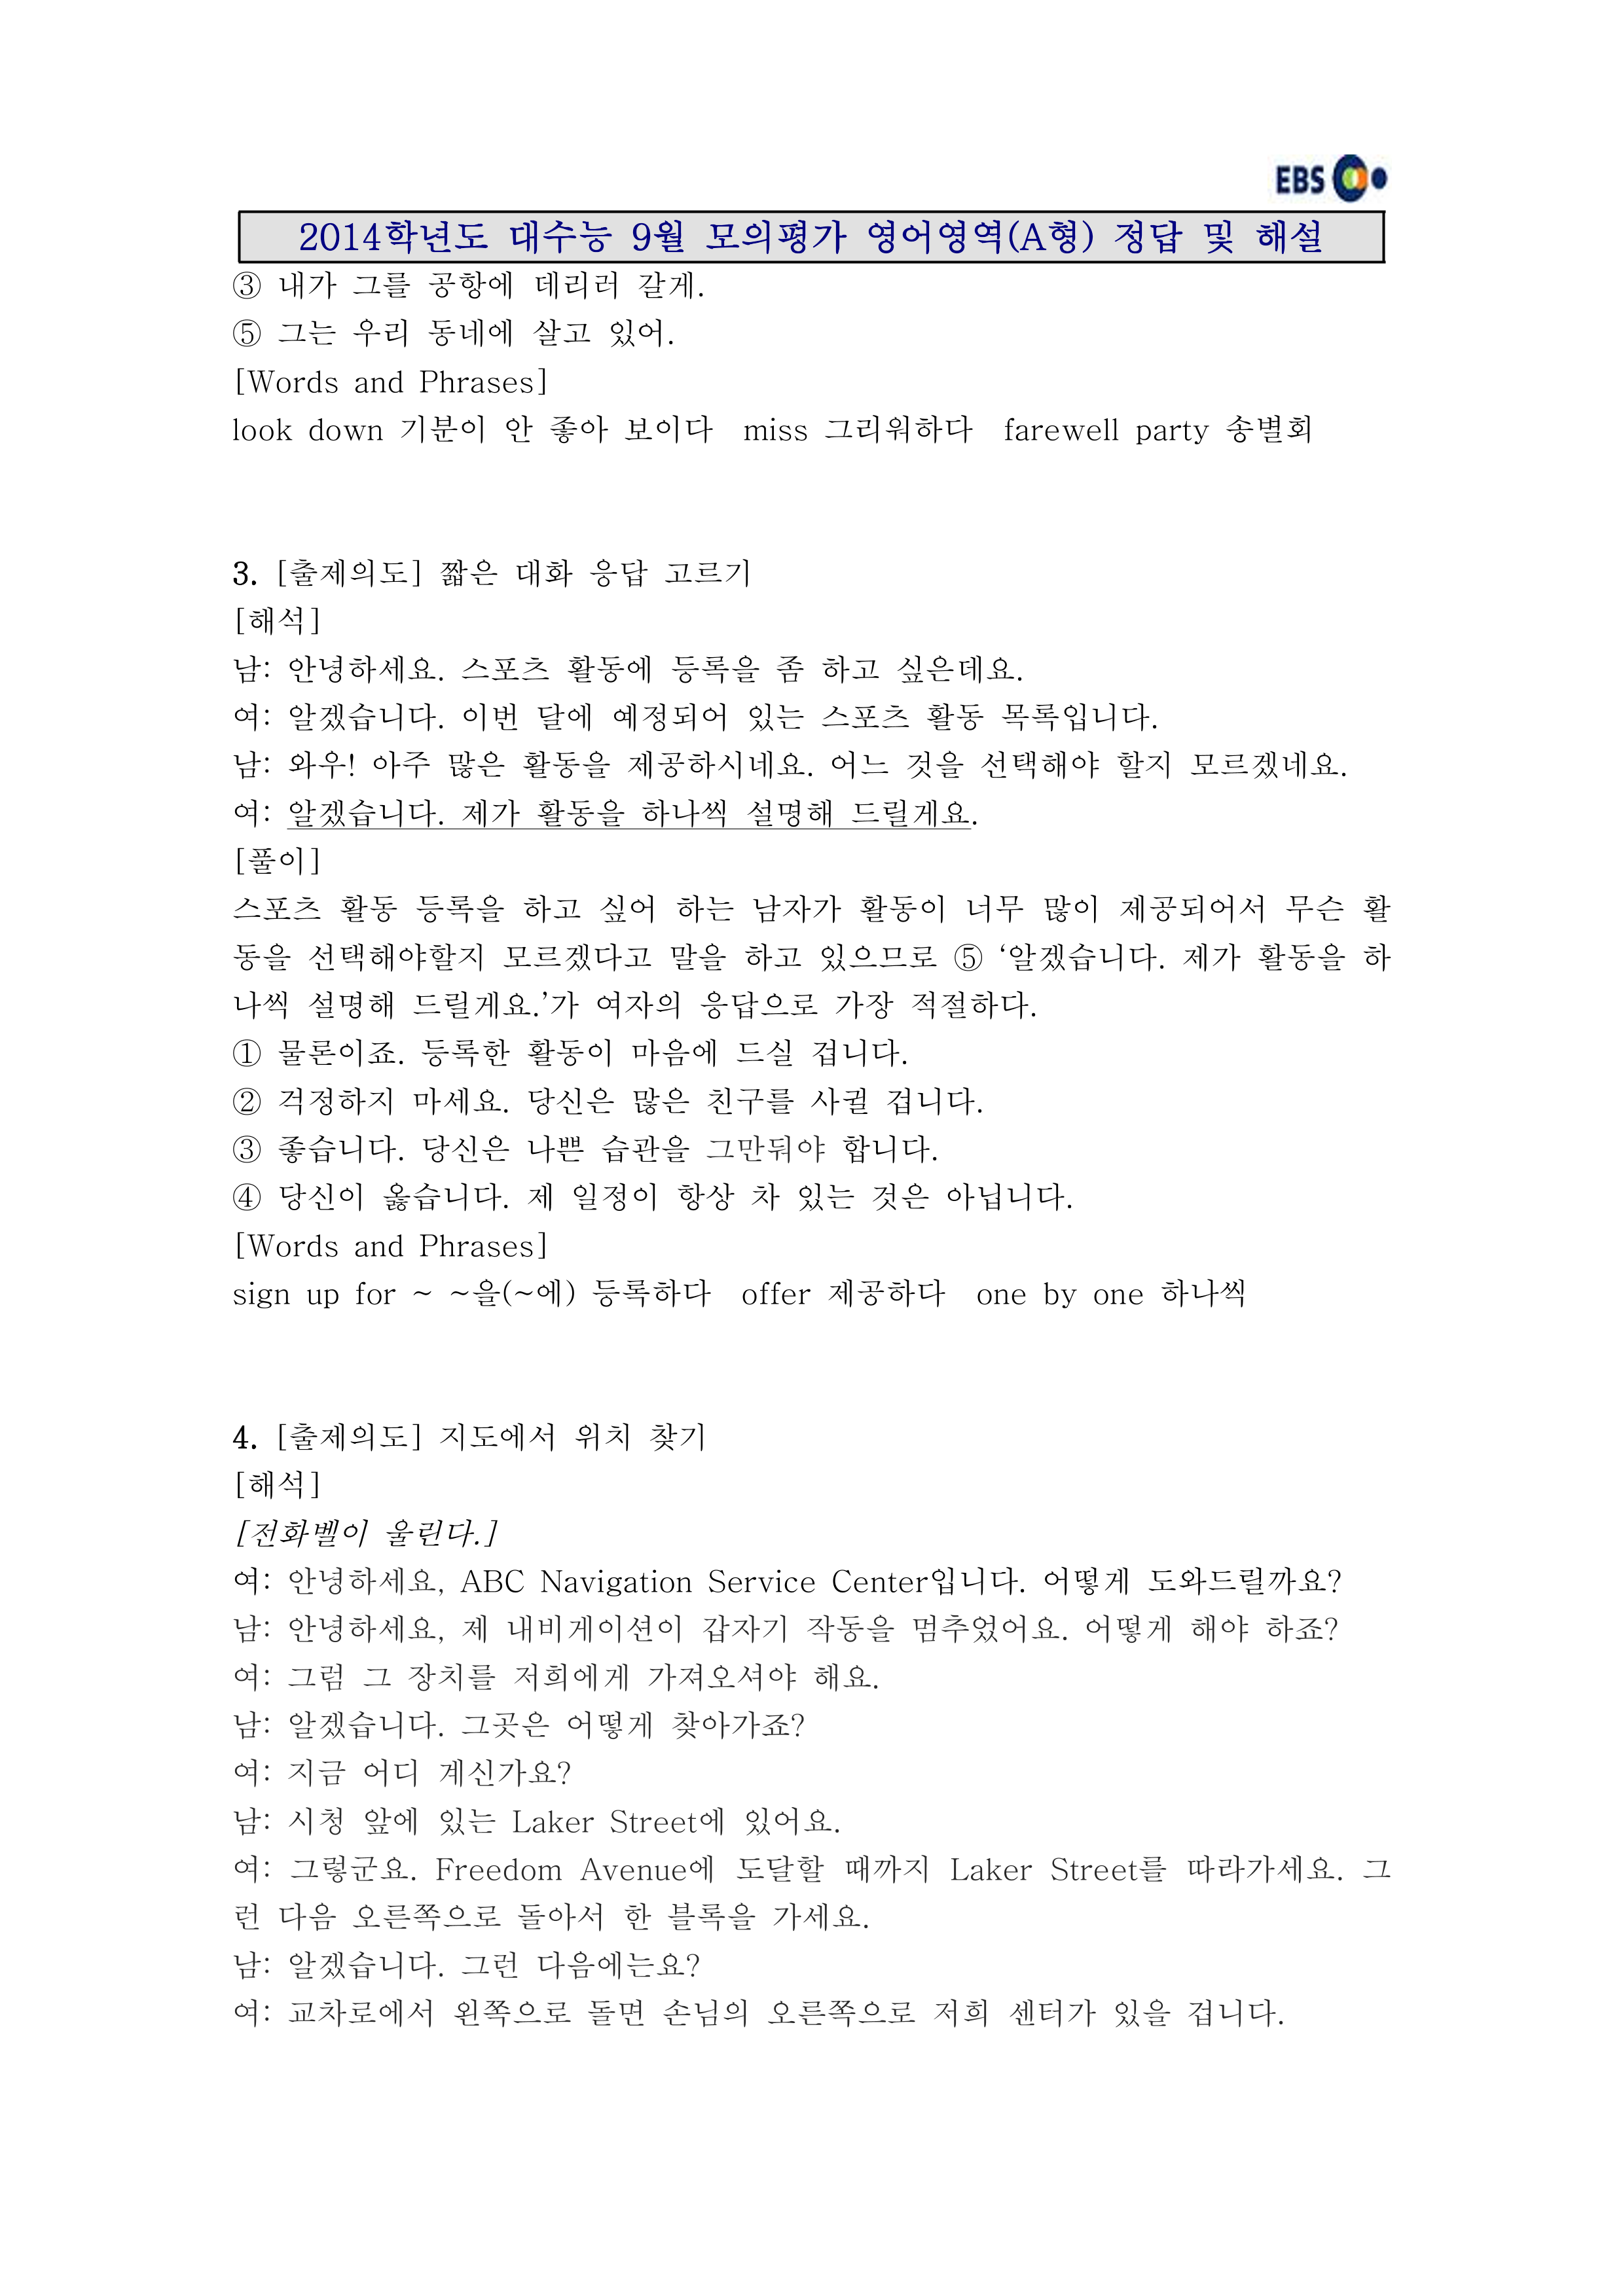 EBS
2014학년도 대수능 9월 모의평가 영어영역(A형) 정답 및 해설
③ 내가 그를 공항에 데리러 갈게.
⑤ 그는 우리 동네에 살고 있어.
[Words and Phrases]
look down 기분이 안 좋아 보이다 miss 그리워하다 farewell party 송별회
3. [출제의도] 짧은 대화 응답 고르기
[해석]
남: 안녕하세요. 스포츠 활동에 등록을 좀 하고 싶은데요.
여: 알겠습니다. 이번 달에 예정되어 있는 스포츠 활동 목록입니다.
남: 와우! 아주 많은 활동을 제공하시네요. 어느 것을 선택해야 할지 모르겠네요.
여: 알겠습니다. 제가 활동을 하나씩 설명해 드릴게요.
[풀이]
스포츠 활동 등록을 하고 싶어 하는 남자가 활동이 너무 많이 제공되어서 무슨 활
동을 선택해야할지 모르겠다고 말을 하고 있으므로 ⑤ ‘알겠습니다. 제가 활동을 하
나씩 설명해 드릴게요.’가 여자의 응답으로 가장 적절하다.
① 물론이죠. 등록한 활동이 마음에 드실 겁니다.
② 걱정하지 마세요. 당신은 많은 친구를 사귈 겁니다.
③ 좋습니다. 당신은 나쁜 습관을 그만둬야 합니다.
④ 당신이 옳습니다. 제 일정이 항상 차 있는 것은 아닙니다.
[Words and Phrases]
sign up for ~ ~을(~에) 등록하다 offer 제공하다 one by one 하나씩
4. [출제의도] 지도에서 위치 찾기
[해석]
[전화벨이 울린다.]
여: 안녕하세요, ABC Navigation Service Center입니다. 어떻게 도와드릴까요?
남: 안녕하세요, 제 내비게이션이 갑자기 작동을 멈추었어요. 어떻게 해야 하죠?
여: 그럼 그 장치를 저희에게 가져오셔야 해요.
남: 알겠습니다. 그곳은 어떻게 찾아가죠?
여: 지금 어디 계신가요?
남: 시청 앞에 있는 Laker Street에 있어요.
여: 그렇군요. Freedom Avenue에 도달할 때까지 Laker Street를 따라가세요. 그
런 다음 오른쪽으로 돌아서 한 블록을 가세요.
남: 알겠습니다. 그런 다음에는요?
여: 교차로에서 왼쪽으로 돌면 손님의 오른쪽으로 저희 센터가 있을 겁니다.